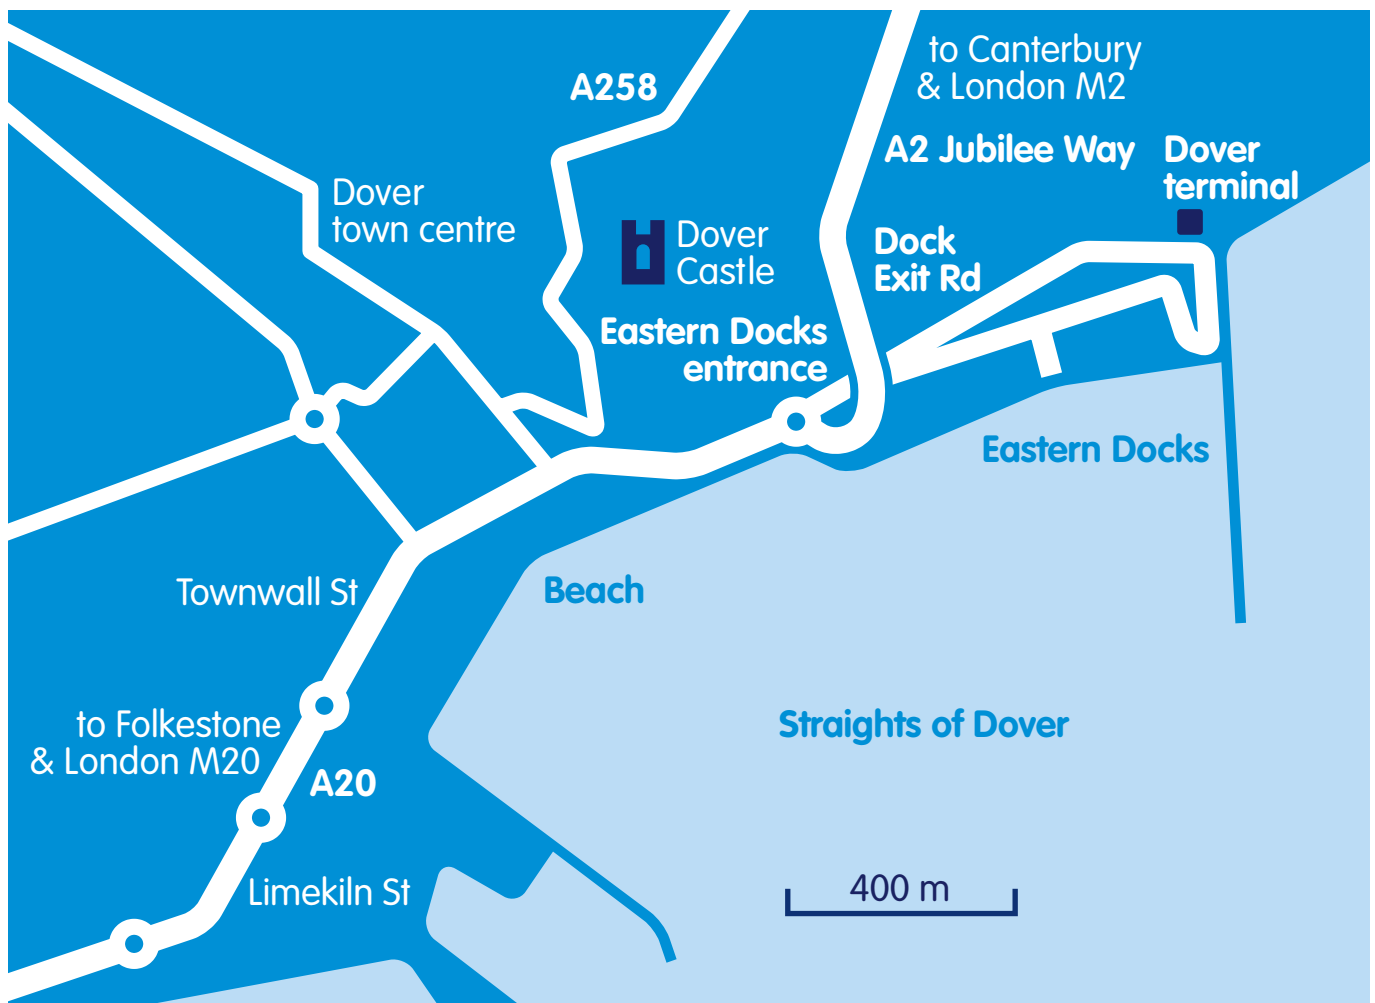 to Canterbury
& London M2
A258
A2 Jubilee Way
Dover
terminal
Dover
town centre
Dover
Castle
Dock
Exit Rd
Eastern Docks
entrance
Eastern Docks
Townwall St
Beach
to Folkestone
& London M20
A20
Straights of Dover
Limekiln St
400 m